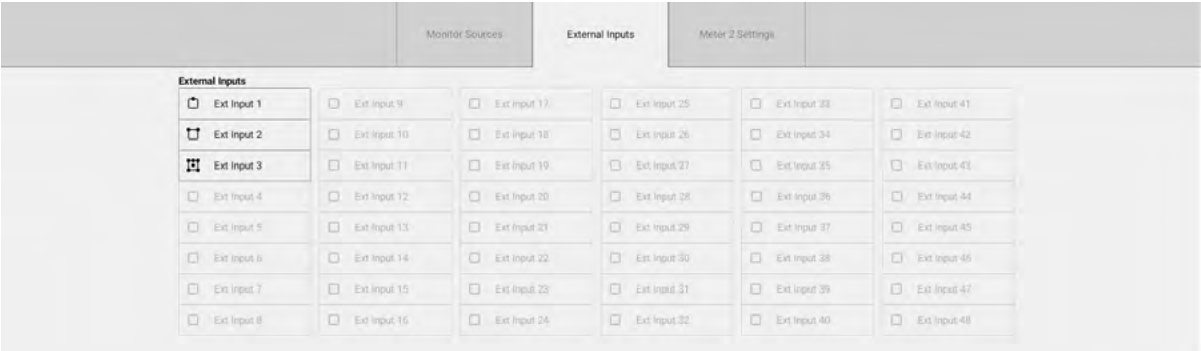 Monitor Sources External Inputs Meter 2 Settings
External Inputs
Ext Input 1 Ext Input 9 Ext Input 17 Ext Input 25 Ext Input 33 Ext Input 41
Ext Input 2 Ext Input 10 Ext Input 18 Ext Input 26 Ext Input 34 Ext Input 42
Ext Input 3 Ext Input 11 Ext Input 19 Ext Input 27 Ext Input 35 Ext Input 43
Ext Input 4 Ext Input 12 Ext Input 20 Ext Input 28 Ext Input 36 Ext Input 44
Ext Input 5 Ext Input 13 Ext Input 21 Ext Input 29 Ext Input 37 Ext Input 45
Ext Input 6 Ext Input 14 Ext Input 22 Ext Input 30 Ext Input 38 Ext Input 46
Ext Input 7 Ext Input 15 Ext Input 23 Ext Input 31 Ext Input 39 Ext Input 47
Ext Input 8 Ext Input 16 Ext Input 24 Ext Input 32 Ext Input 40 Ext Input 48